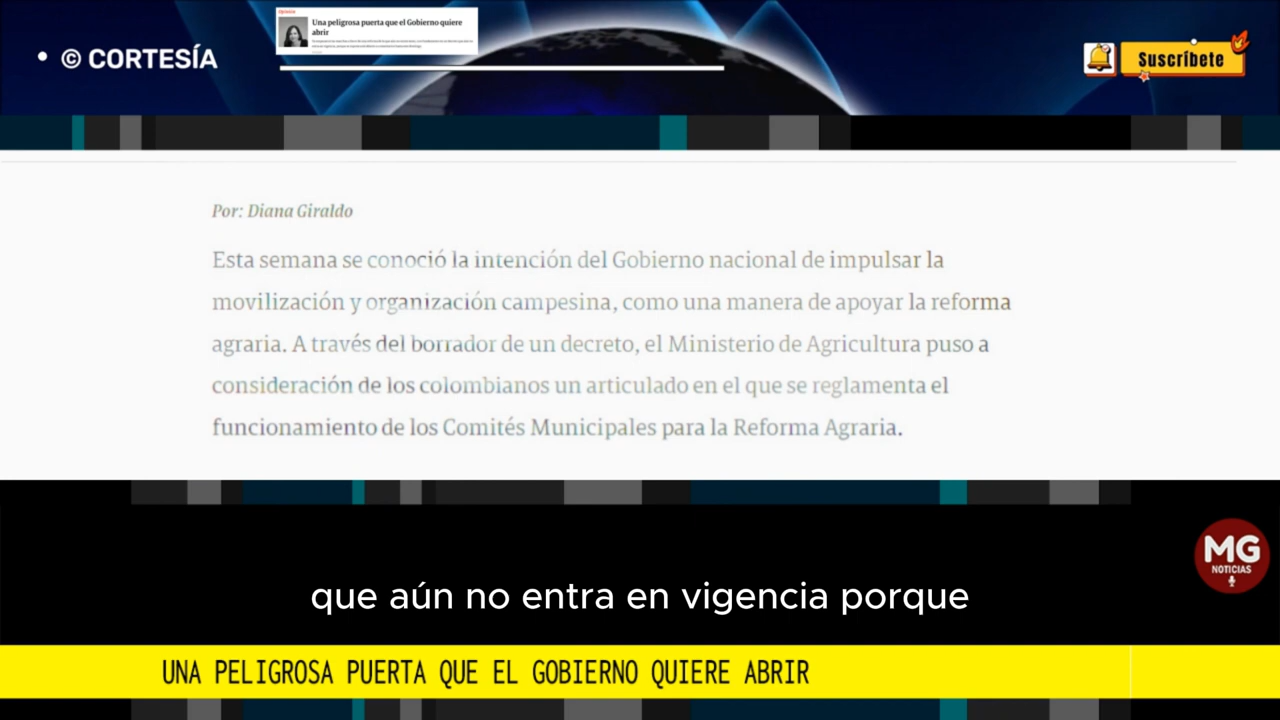 • © CORTESÍA
Opinión
Una peligrosa puerta que el Gobierno quiere
abrir
Suscríbete
Por: Diana Giraldo
Esta semana se conoció la intención del Gobierno nacional de impulsar la
movilización y organización campesina, como una manera de apoyar la reforma
agraria. A través del borrador de un decreto, el Ministerio de Agricultura puso a
consideración de los colombianos un articulado en el que se reglamenta el
funcionamiento de los Comités Municipales para la Reforma Agraria.
MG
NOTICIAS
que aún no entra en vigencia porque
UNA PELIGROSA PUERTA QUE EL GOBIERNO QUIERE ABRIR